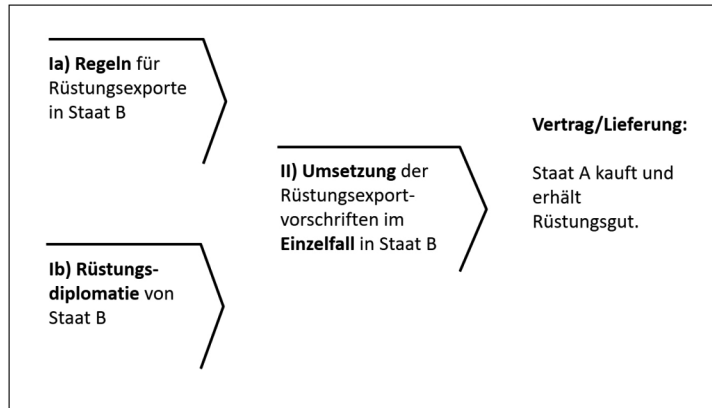 Ia) Regeln für
Rüstungsexporte
in Staat B
Ib) Rüstungs-
diplomatie von
Staat B
II) Umsetzung der
Rüstungsexport-
vorschriften im
Einzelfall in Staat B
Vertrag/Lieferung:
Staat A kauft und
erhält
Rüstungsgut.